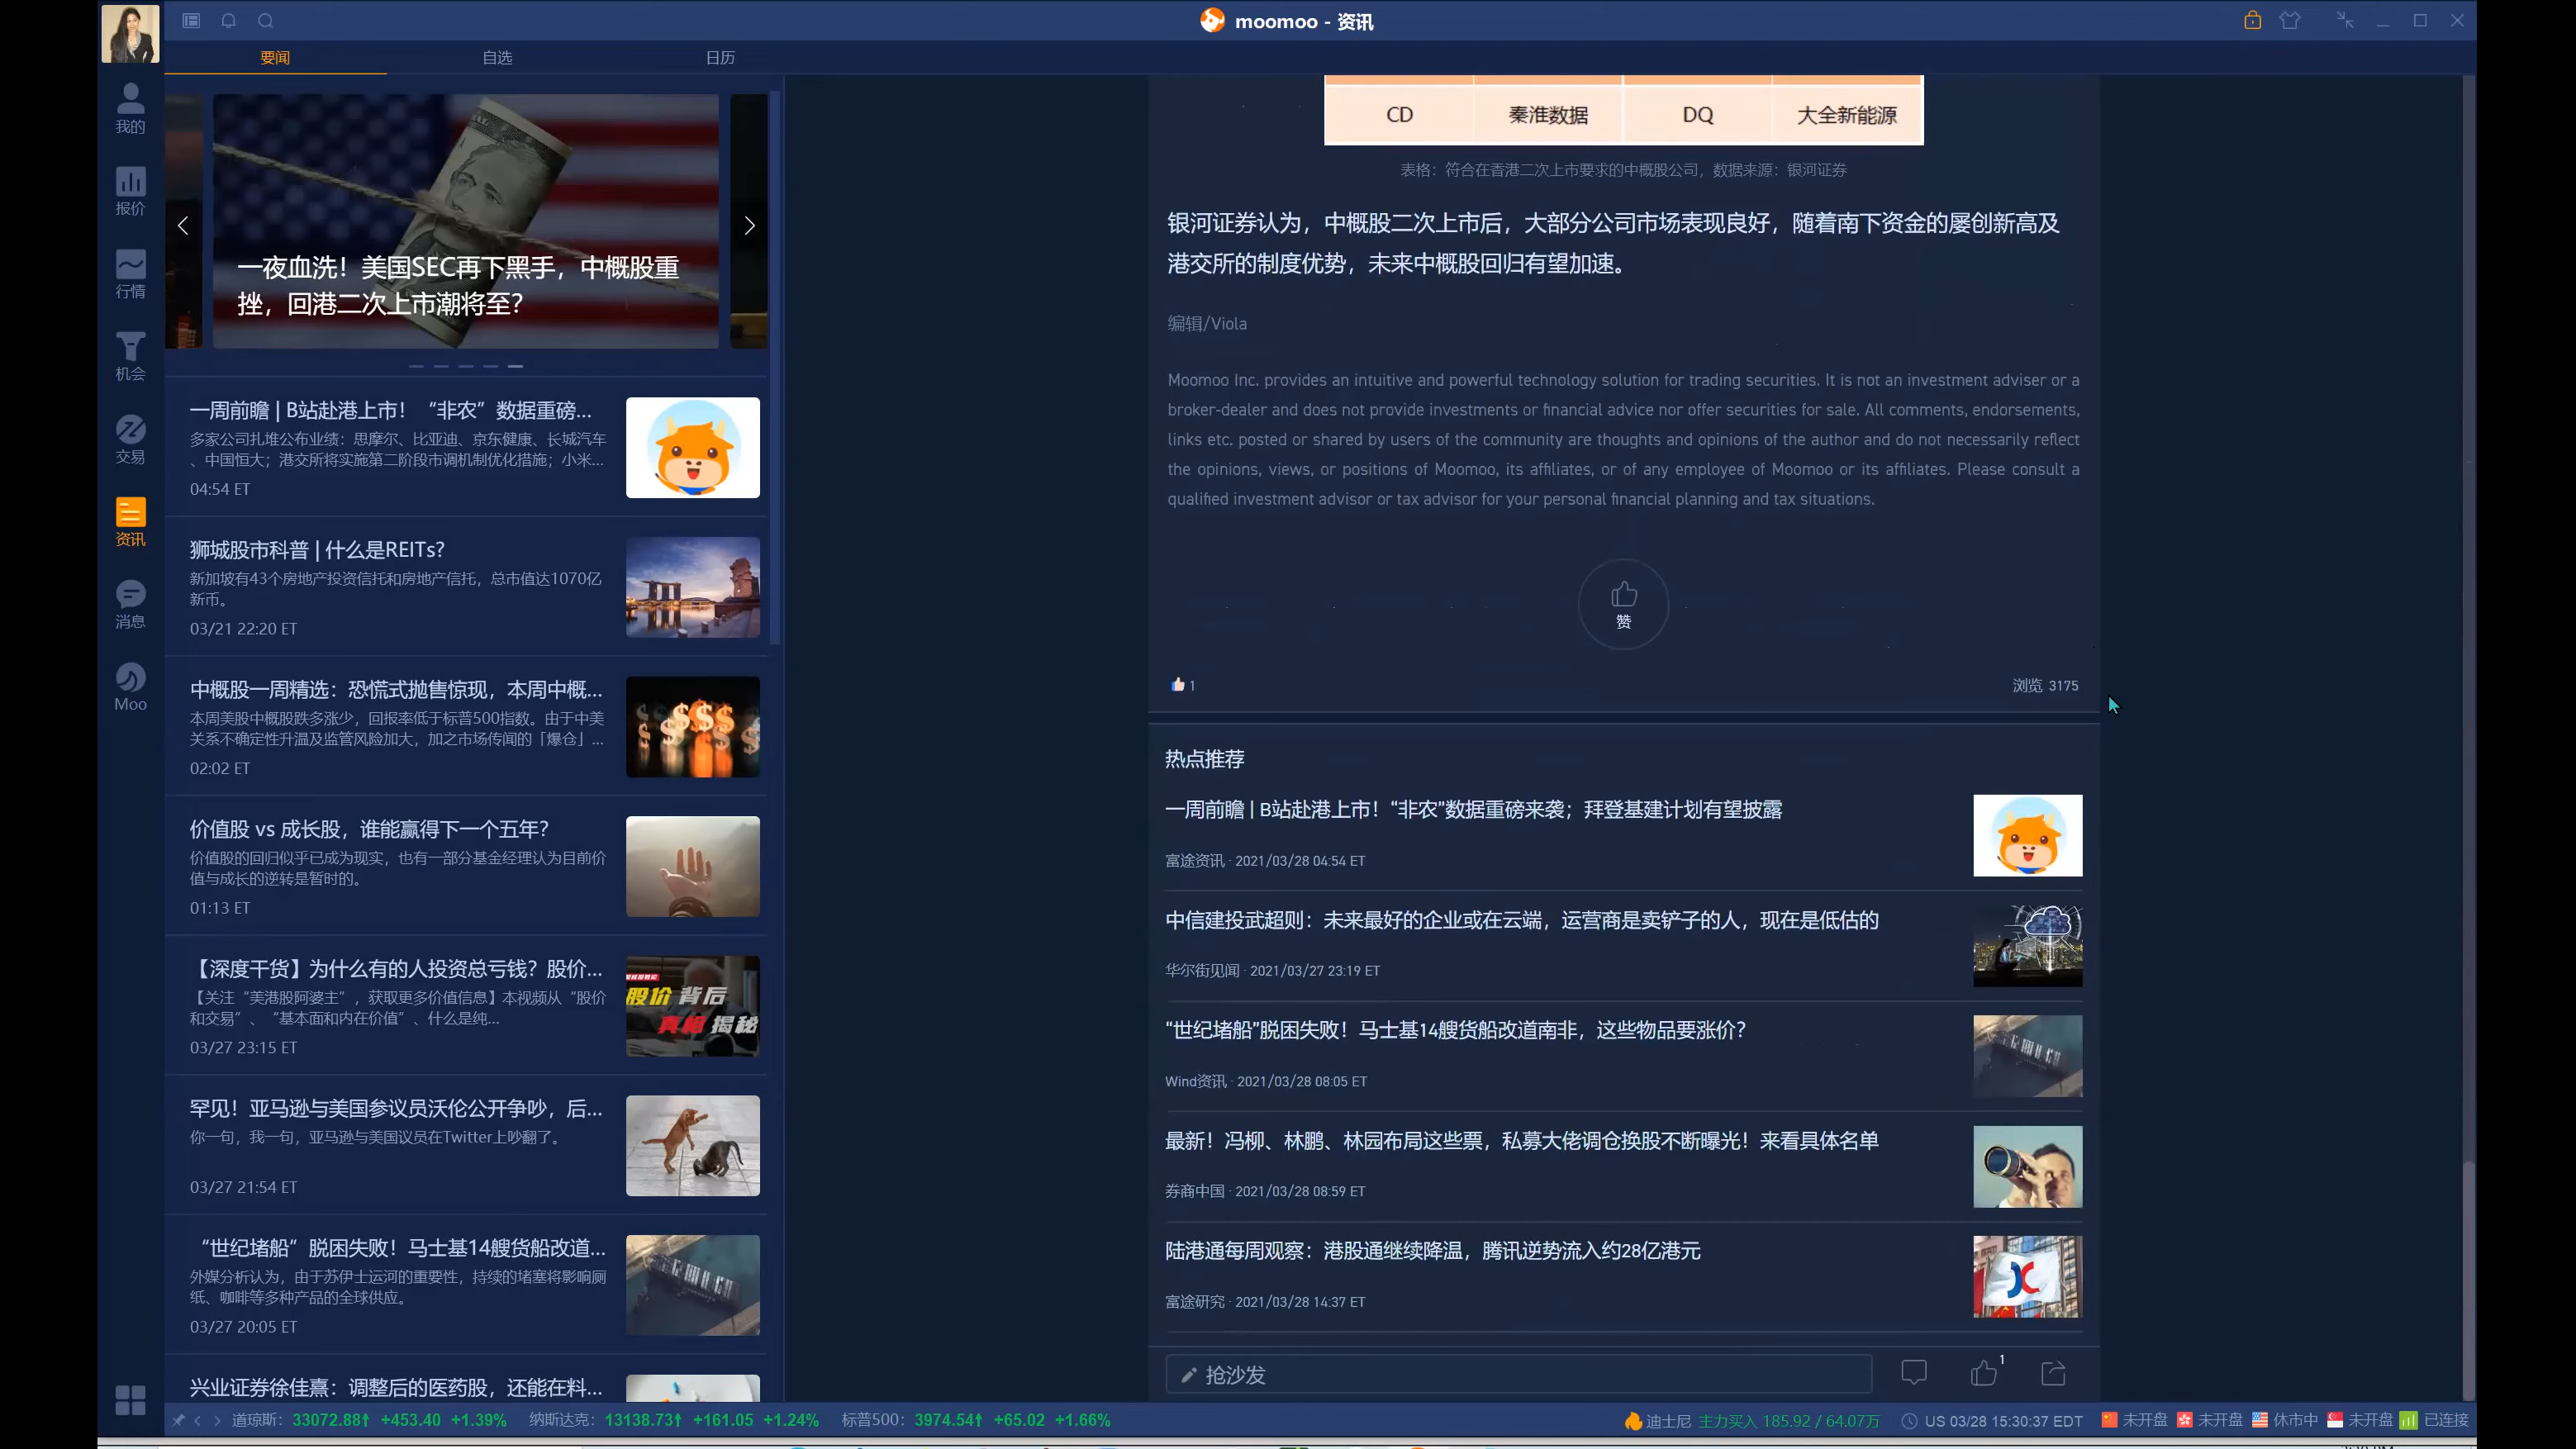 moomoo - 资讯
要闻
自选
日历
我的
报价
行情
机会
交易
资讯
消息
Moo
一夜血洗！美国SEC再下黑手，中概股重
挫，回港二次上市潮将至？
一周前瞻 | B站赴港上市！“非农”数据重磅...
多家公司扎堆公布业绩：思摩尔、比亚迪、京东健康、长城汽车
、中国恒大；港交所将实施第二阶段市调机制优化措施；小米...
04:54 ET
狮城股市科普 | 什么是REITs?
新加坡有43个房地产投资信托和房地产信托，总市值达1070亿
新币。
03/21 22:20 ET
中概股一周精选：恐慌式抛售惊现，本周中概...
本周美股中概股跌多涨少，回报率低于标普500指数。由于中美
关系不确定性升温及监管风险加大，加之市场传闻的「爆仓」...
02:02 ET
价值股 vs 成长股，谁能赢得下一个五年？
价值股的回归似乎已成为现实，也有一部分基金经理认为目前价
值与成长的逆转是暂时的。
01:13 ET
【深度干货】为什么有的人投资总亏钱？股价...
【关注“美港股阿婆主”，获取更多价值信息】本视频从“股价
和交易”、“基本面和内在价值”、什么是纯...
03/27 23:15 ET
股价 背后
真相 揭秘
罕见！亚马逊与美国参议员沃伦公开争吵，后...
你一句，我一句，亚马逊与美国议员在Twitter上吵翻了。
03/27 21:54 ET
“世纪堵船”脱困失败！马士基14艘货船改道...
外媒分析认为，由于苏伊士运河的重要性，持续的堵塞将影响厕
纸、咖啡等多种产品的全球供应。
03/27 20:05 ET
兴业证券徐佳熹：调整后的医药股，还能在料...
CD 秦淮数据 DQ 大全新能源
表格：符合在香港二次上市要求的中概股公司，数据来源：银河证券
银河证券认为，中概股二次上市后，大部分公司市场表现良好，随着南下资金的屡创新高及
港交所的制度优势，未来中概股回归有望加速。
编辑/Viola
Moomoo Inc. provides an intuitive and powerful technology solution for trading securities. It is not an investment adviser or a
broker-dealer and does not provide investments or financial advice nor offer securities for sale. All comments, endorsements,
links etc. posted or shared by users of the community are thoughts and opinions of the author and do not necessarily reflect
the opinions, views, or positions of Moomoo, its affiliates, or of any employee of Moomoo or its affiliates. Please consult a
qualified investment advisor or tax advisor for your personal financial planning and tax situations.
赞
1
浏览 3175
热点推荐
一周前瞻 | B站赴港上市！“非农”数据重磅来袭；拜登基建计划有望披露
富途资讯 · 2021/03/28 04:54 ET
中信建投武超则：未来最好的企业或在云端，运营商是卖铲子的人，现在是低估的
华尔街见闻 · 2021/03/27 23:19 ET
“世纪堵船”脱困失败！马士基14艘货船改道南非，这些物品要涨价？
Wind资讯 · 2021/03/28 08:05 ET
最新！冯柳、林鹏、林园布局这些票，私募大佬调仓换股不断曝光！来看具体名单
券商中国 · 2021/03/28 08:59 ET
陆港通每周观察：港股通继续降温，腾讯逆势流入约28亿港元
富途研究 · 2021/03/28 14:37 ET
抢沙发
1
道琼斯： 33072.88↑ +453.40 +1.39% 纳斯达克： 13138.73↑ +161.05 +1.24% 标普500： 3974.54↑ +65.02 +1.66%
迪士尼 主力买入 185.92 / 64.07万 US 03/28 15:30:37 EDT 未开盘 未开盘 休市中 未开盘 已连接